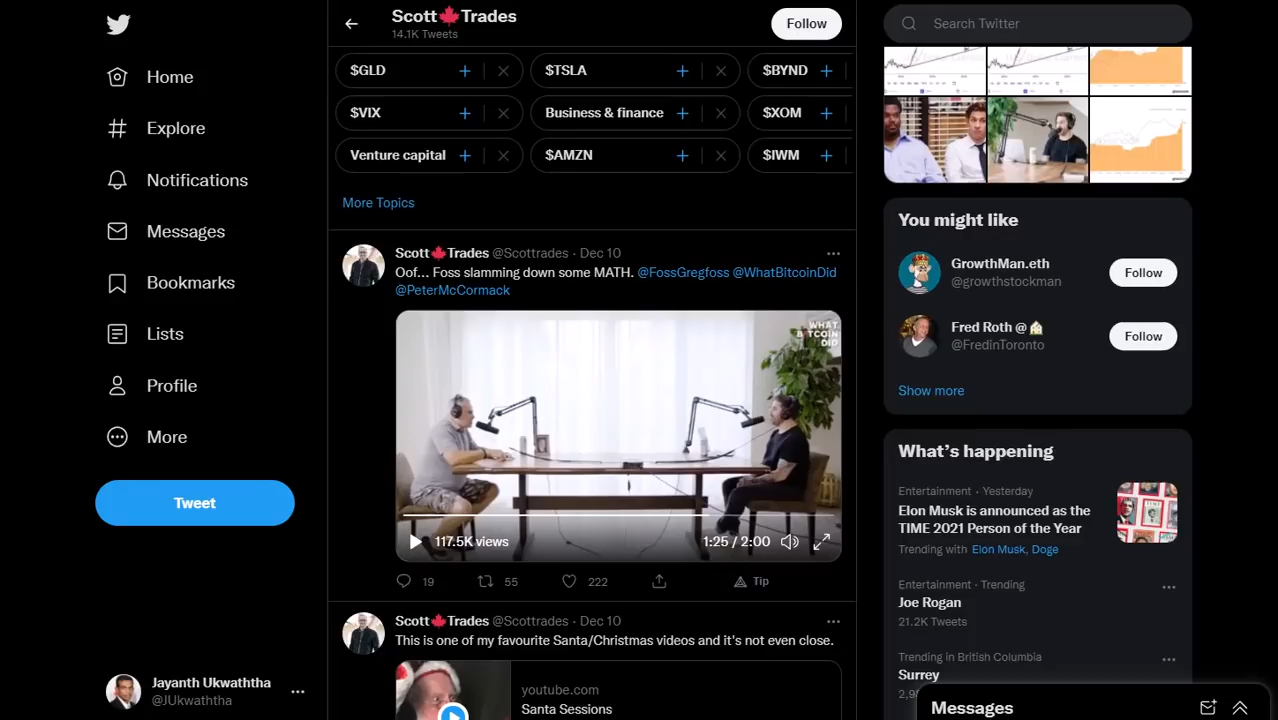 Home
Explore
Notifications
Messages
Bookmarks
Lists
Profile
More
Tweet
Jayanth Ukwaththa
@JUkwaththa
Scott🍁Trades
14.1K Tweets
Follow
$GLD
$TSLA
$BYND
$VIX
Business & finance
$XOM
Venture capital
$AMZN
$IWM
More Topics
Scott🍁Trades @Scottrades · Dec 10
Oof... Foss slamming down some MATH. @FossGregfoss @WhatBitcoinDid
@PeterMcCormack
WHAT
B TCOIN
DID
117.5K views
1:25 / 2:00
19
55
222
Tip
Scott🍁Trades @Scottrades · Dec 10
This is one of my favourite Santa/Christmas videos and it's not even close.
youtube.com
Santa Sessions
Search Twitter
You might like
GrowthMan.eth
@growthstockman
Follow
Fred Roth @ 🏠
@FredinToronto
Follow
Show more
What's happening
Entertainment · Yesterday
Elon Musk is announced as the
TIME 2021 Person of the Year
Trending with Elon Musk, Doge
Entertainment · Trending
Joe Rogan
21.2K Tweets
Trending in British Columbia
Surrey
Messages